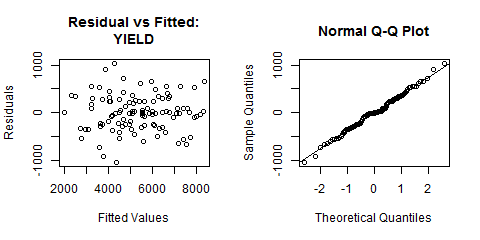 Residual vs Fitted:
YIELD
Residuals
1000
0
-1000
2000 4000 6000 8000
Fitted Values
Normal Q-Q Plot
Sample Quantiles
1000
0
-1000
-2 -1 0 1 2
Theoretical Quantiles